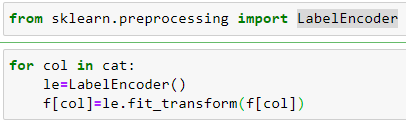 from sklearn.preprocessing import LabelEncoder
for col in cat:
    le=LabelEncoder()
    f[col]=le.fit_transform(f[col])